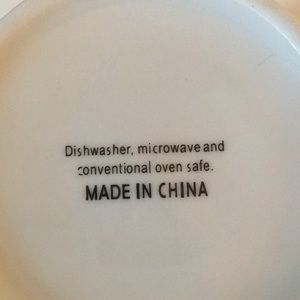 Dishwasher, microwave and
conventional oven safe.
MADE IN CHINA